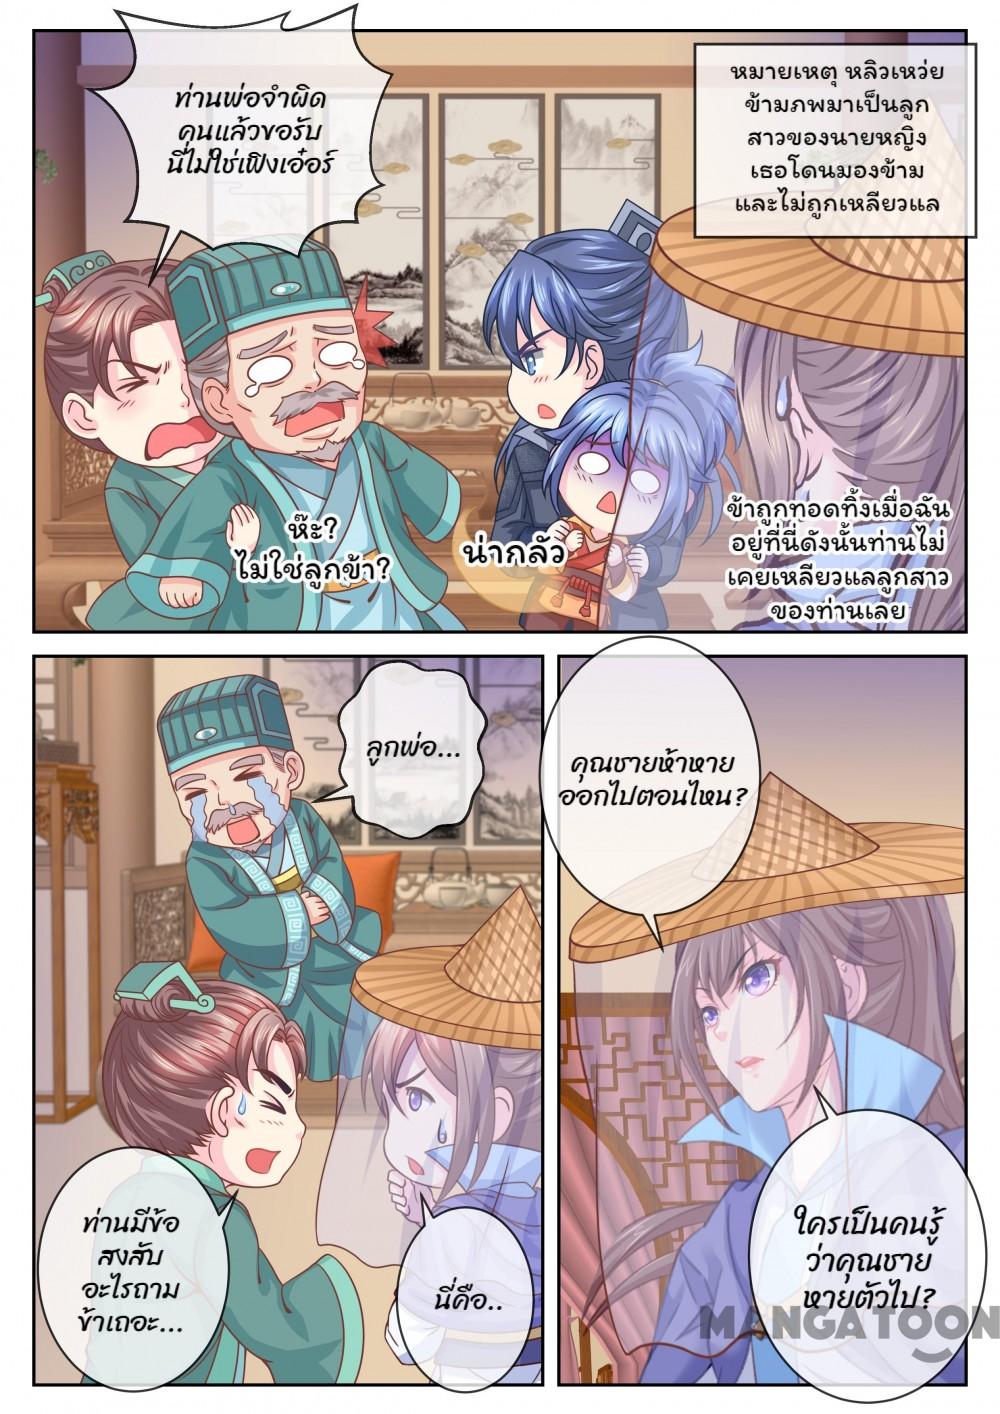 ท่านพ่อจำผิด
คนแล้วขอรับ
นี่ไม่ใช่เฟิงเอ๋อร์
หมายเหตุ หลิวเหว่ย
ข้ามภพมาเป็นลูก
สาวของนายหญิง
เธอโดนมองข้าม
และไม่ถูกเหลียวแล
ห๊ะ?
ไม่ใช่ลูกข้า?
น่ากลัว
ข้าถูกทอดทิ้งเมื่อฉัน
อยู่ที่นี่ดังนั้นท่านไม่
เคยเหลียวแลลูกสาว
ของท่านเลย
ลูกพ่อ...
ท่านมีข้อ
สงสับ
อะไรถาม
ข้าเถอะ...
นี่คือ..
คุณชายห้าหาย
ออกไปตอนไหน?
ใครเป็นคนรู้
ว่าคุณชาย
หายตัวไป?
MANGATOON